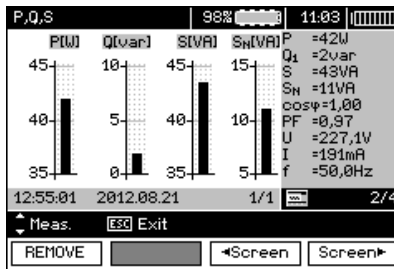 P,Q,S 98% 11:03
P[W] Q[var] S[VA] SN[VA]
45 10 45 15
40 5 40 10
35 0 35 5
P =42W
Q₁ =2var
S =43VA
SN =11VA
cosφ=1,00
PF =0,97
U =227,1V
I =191mA
f =50,0Hz
12:55:01 2012.08.21 1/1 2/4
Meas. ESC Exit
REMOVE ◄Screen Screen►